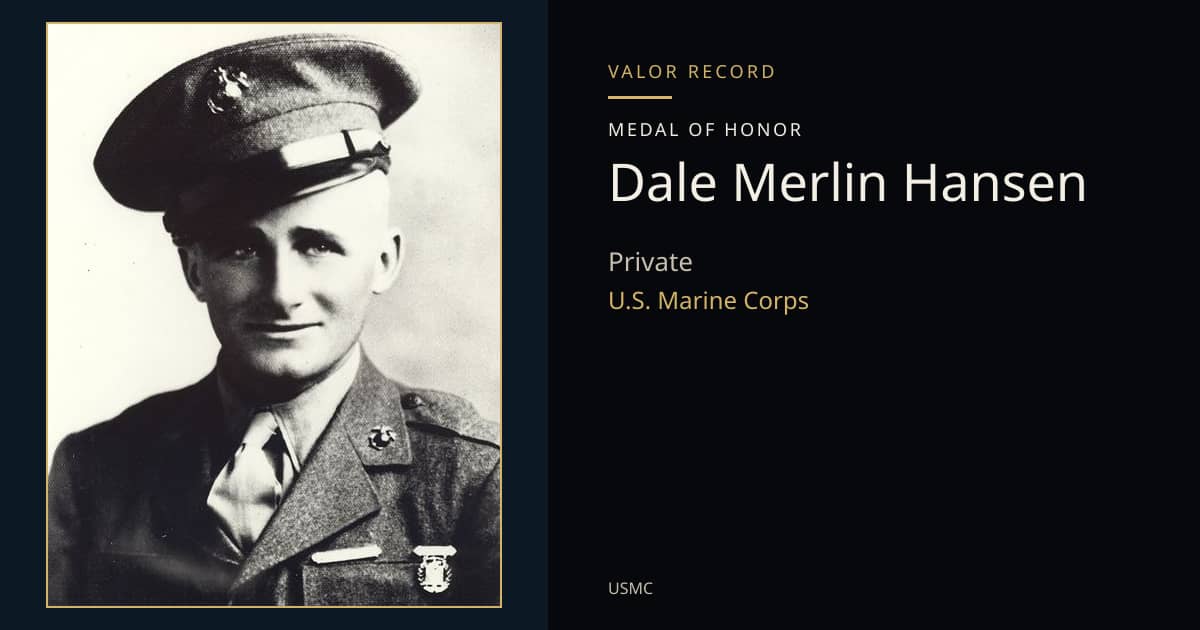 VALOR RECORD
MEDAL OF HONOR
Dale Merlin Hansen
Private
U.S. Marine Corps
USMC